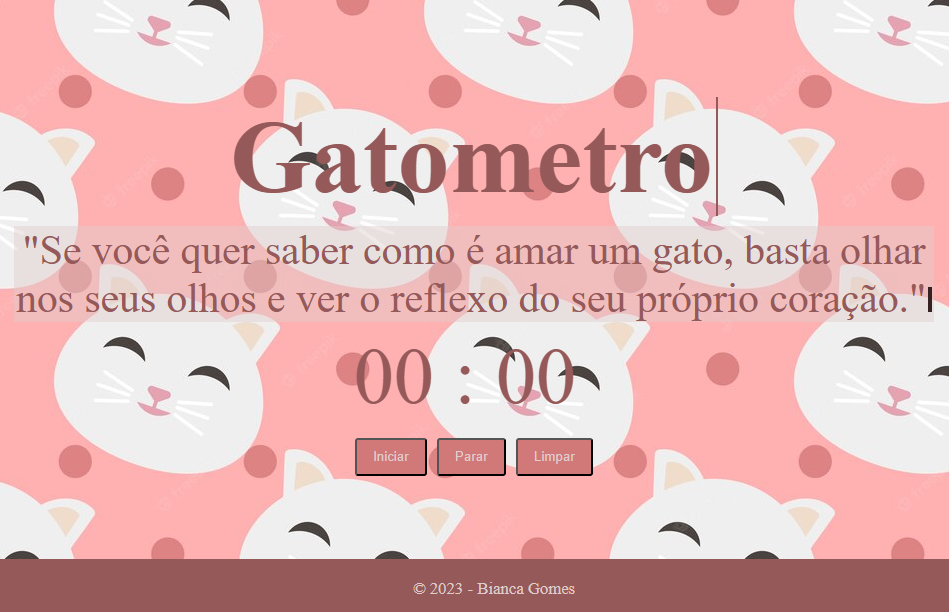 Gatometro
"Se você quer saber como é amar um gato, basta olhar
nos seus olhos e ver o reflexo do seu próprio coração."
00 : 00
Iniciar Parar Limpar
© 2023 - Bianca Gomes